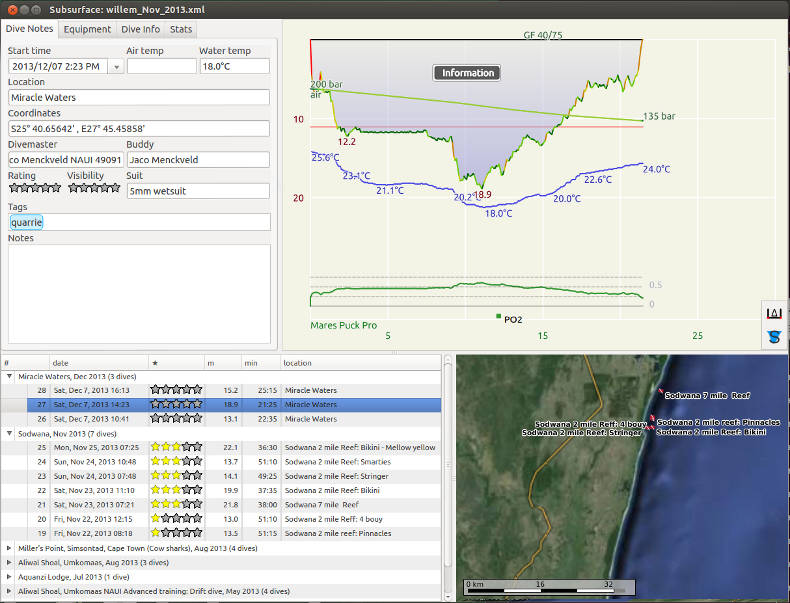 Subsurface: willem_Nov_2013.xml
Dive Notes Equipment Dive Info Stats
Start time Air temp Water temp
2013/12/07 2:23 PM 18.0°C
Location
Miracle Waters
Coordinates
S25° 40.65642' , E27° 45.45858'
Divemaster Buddy
co Menckveld NAUI 49091 Jaco Menckveld
Rating Visibility Suit
5mm wetsuit
Tags
quarrie
Notes
GF 40/75
Information
200 bar
air
135 bar
10
12.2
25.6°C
23.1°C
21.1°C
20.2°C
18.9
18.0°C
20.0°C
22.6°C
24.0°C
20
0.5
0
PO2
Mares Puck Pro
5 15 25
# date ★ m min location
Miracle Waters, Dec 2013 (3 dives)
28 Sat, Dec 7, 2013 16:13 15.2 25:15 Miracle Waters
27 Sat, Dec 7, 2013 14:23 18.9 21:25 Miracle Waters
26 Sat, Dec 7, 2013 10:41 13.1 22:35 Miracle Waters
Sodwana, Nov 2013 (7 dives)
25 Mon, Nov 25, 2013 07:25 22.1 36:30 Sodwana 2 mile Reef: Bikini - Mellow yellow
24 Sun, Nov 24, 2013 10:48 13.7 51:10 Sodwana 2 mile Reef: Smarties
23 Sun, Nov 24, 2013 07:48 14.1 49:25 Sodwana 2 mile Reef: Stringer
22 Sat, Nov 23, 2013 11:10 19.9 37:35 Sodwana 2 mile Reef: Bikini
21 Sat, Nov 23, 2013 07:21 21.8 38:00 Sodwana 7 mile Reef
20 Fri, Nov 22, 2013 12:15 13.0 51:10 Sodwana 2 mile Reff: 4 bouy
19 Fri, Nov 22, 2013 08:18 13.5 51:15 Sodwana 2 mile reef: Pinnacles
Miller's Point, Simsontad, Cape Town (Cow sharks), Aug 2013 (4 dives)
Aliwal Shoal, Umkomaas, Aug 2013 (3 dives)
Aquanzi Lodge, Jul 2013 (1 dive)
Aliwal Shoal, Umkomaas NAUI Advanced training: Drift dive, May 2013 (4 dives)
Sodwana 7 mile Reef
Sodwana 2 mile Reff: 4 bouy
Sodwana 2 mile reef: Pinnacles
Sodwana 2 mile Reef: Stringer
Sodwana 2 mile Reef: Bikini
0 km 16 32